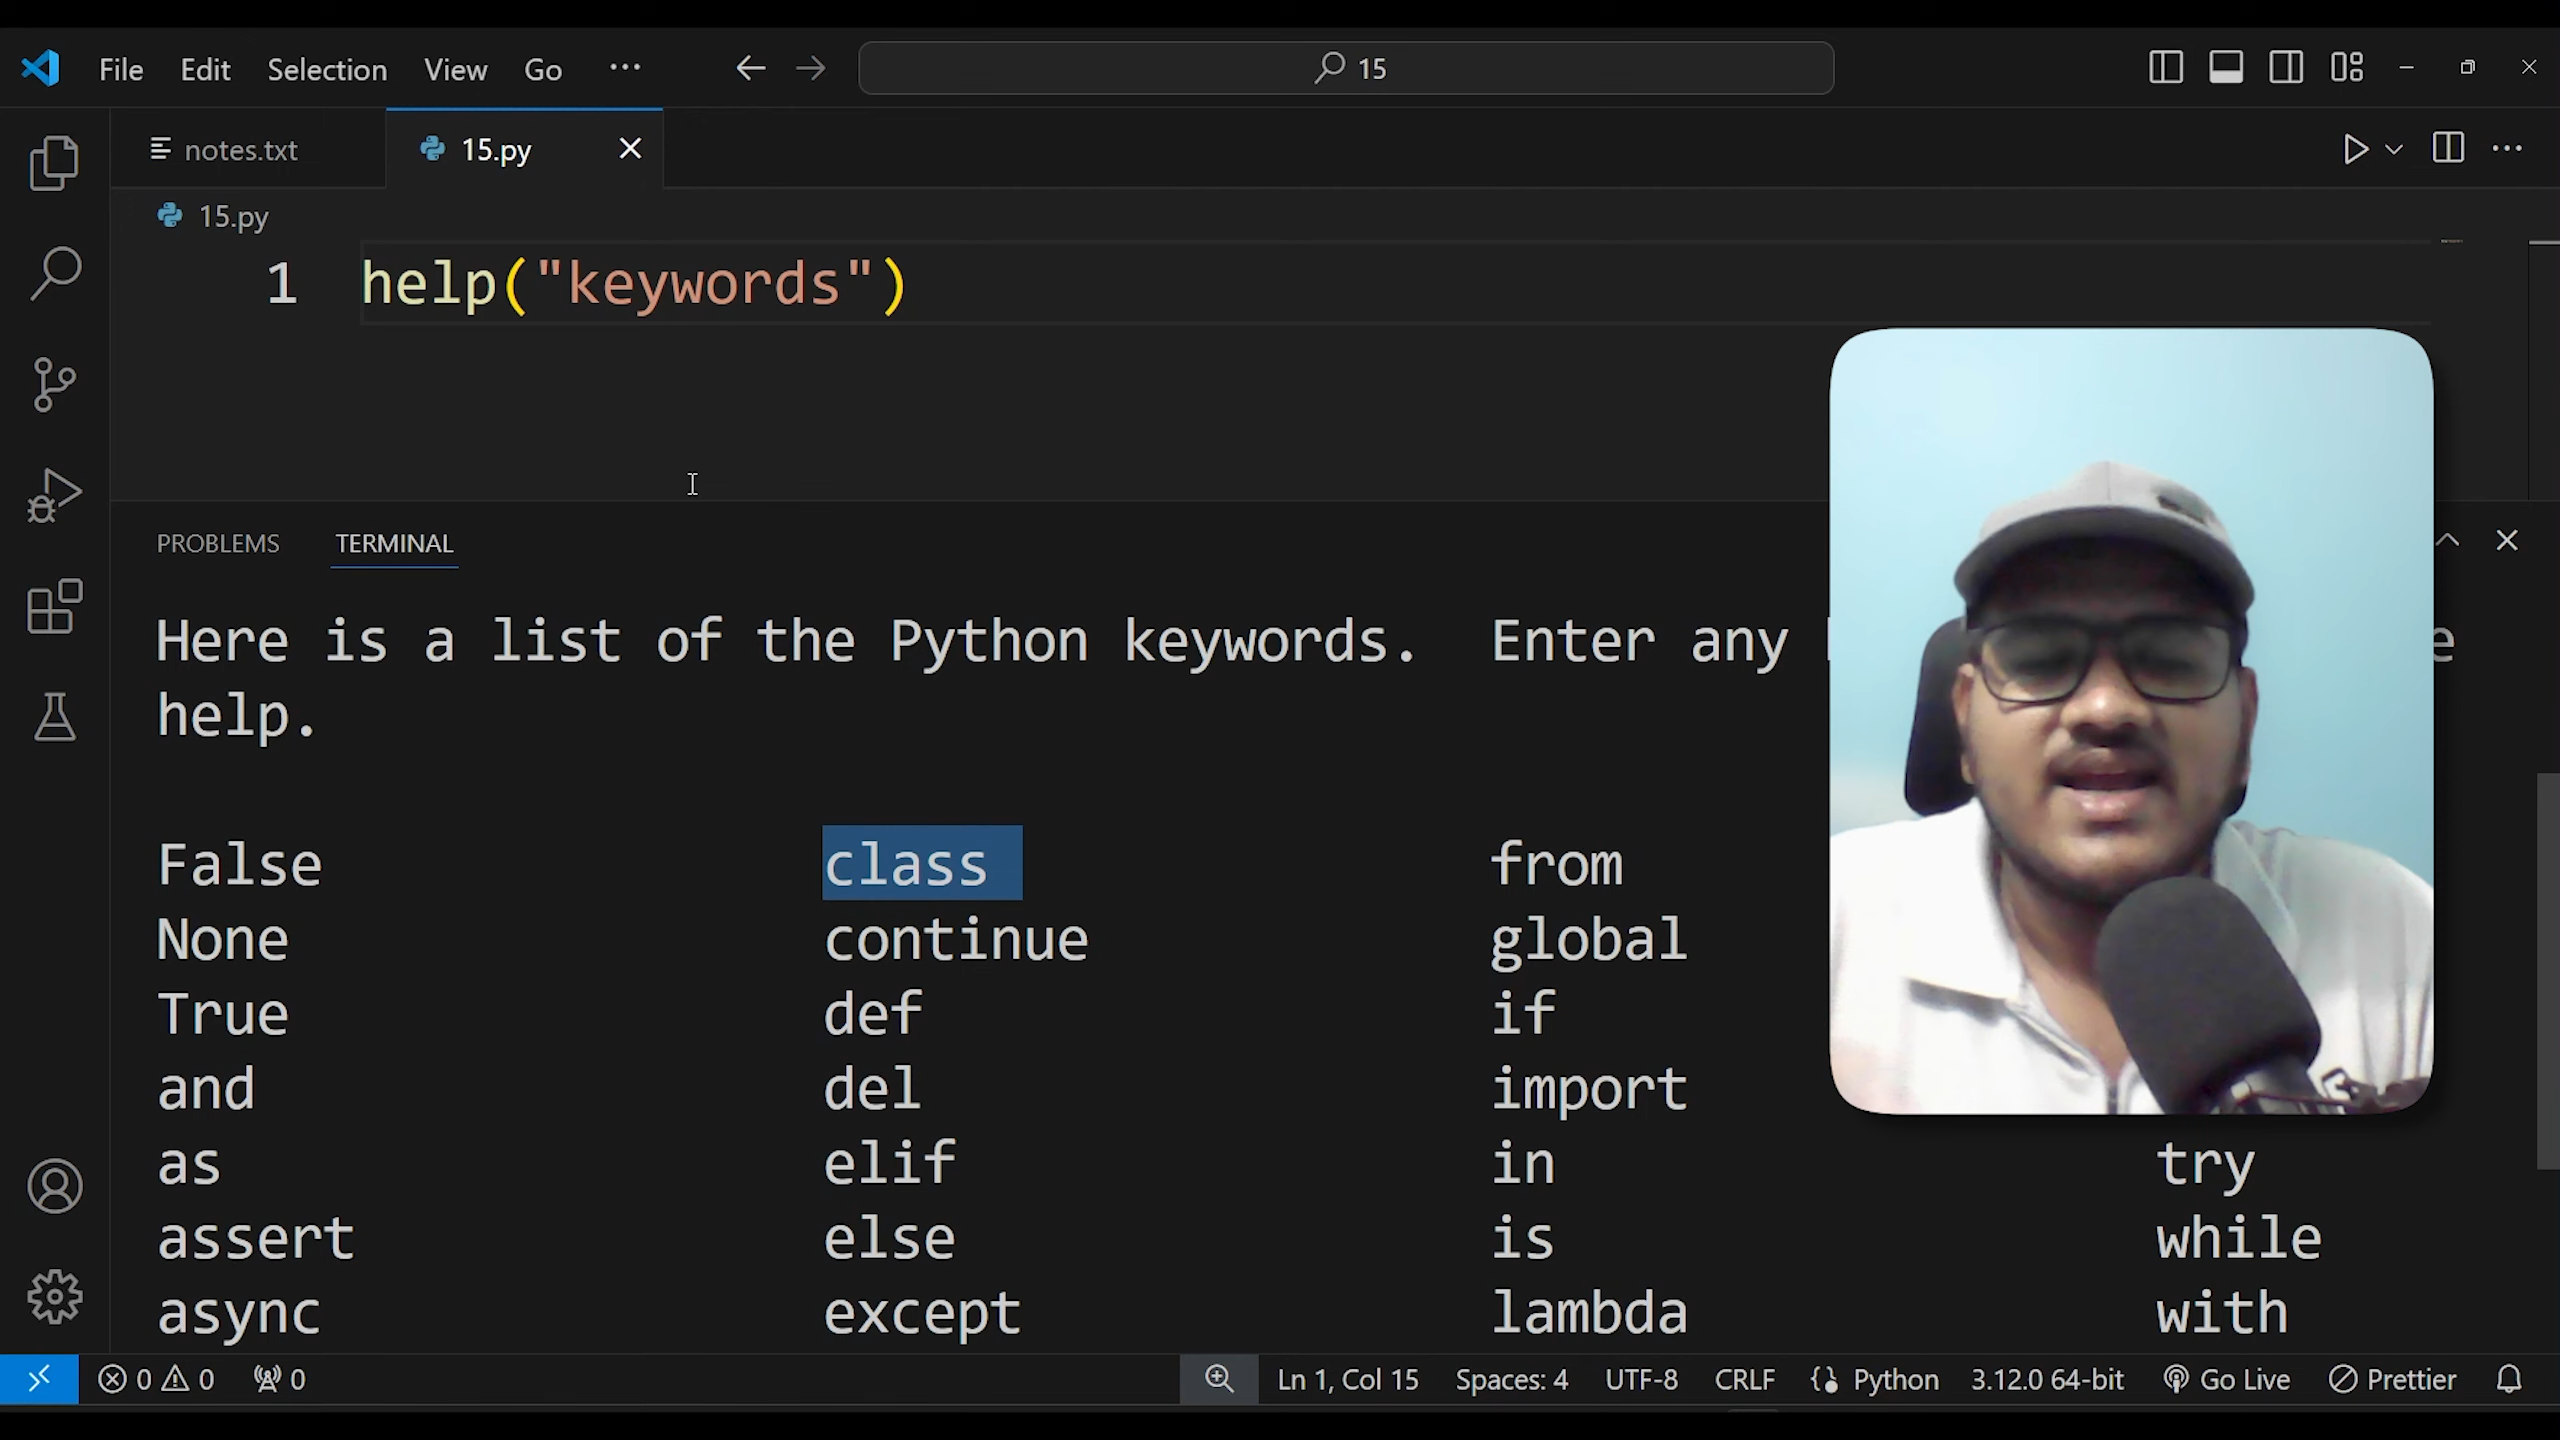 File Edit Selection View Go ··· 15
notes.txt 15.py
15.py
1 help("keywords")
PROBLEMS TERMINAL
Here is a list of the Python keywords. Enter any e
help.
False class from
None continue global
True def if
and del import
as elif in try
assert else is while
async except lambda with
0 0 0 Ln 1, Col 15 Spaces: 4 UTF-8 CRLF Python 3.12.0 64-bit Go Live Prettier